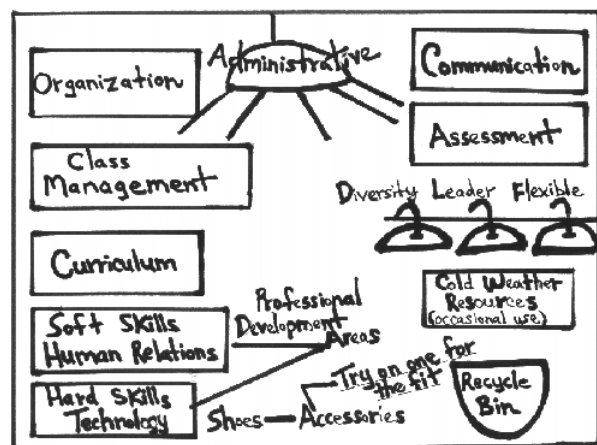 Administrative
Organization
Communication
Assessment
Class
Management
Diversity Leader Flexible
Curriculum
Cold Weather
Resources
(occasional use)
Professional
Development
Areas
Soft Skills
Human Relations
Try on one for
the fit
Hard Skills
Technology
Shoes
Accessories
Recycle
Bin